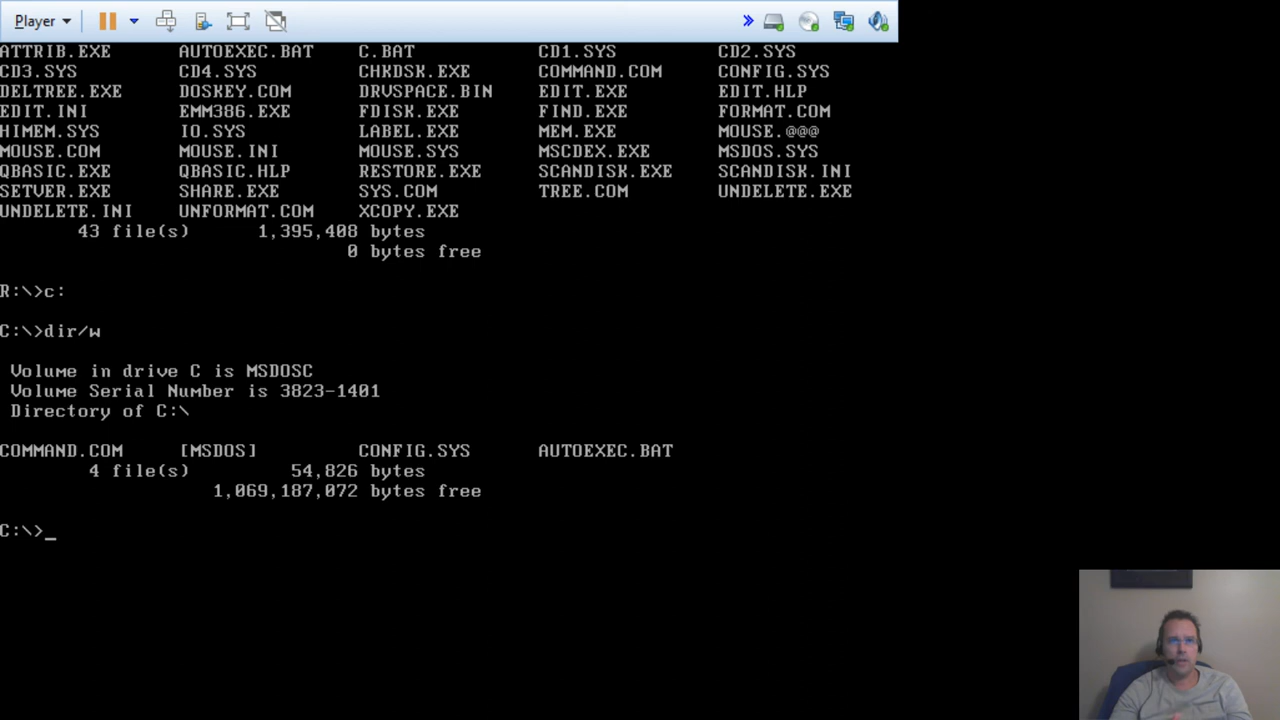 Player
ATTRIB.EXE AUTOEXEC.BAT C.BAT CD1.SYS CD2.SYS
CD3.SYS CD4.SYS CHKDSK.EXE COMMAND.COM CONFIG.SYS
DELTREE.EXE DOSKEY.COM DRVSPACE.BIN EDIT.EXE EDIT.HLP
EDIT.INI EMM386.EXE FDISK.EXE FIND.EXE FORMAT.COM
HIMEM.SYS IO.SYS LABEL.EXE MEM.EXE MOUSE.@@@
MOUSE.COM MOUSE.INI MOUSE.SYS MSCDEX.EXE MSDOS.SYS
QBASIC.EXE QBASIC.HLP RESTORE.EXE SCANDISK.EXE SCANDISK.INI
SETVER.EXE SHARE.EXE SYS.COM TREE.COM UNDELETE.EXE
UNDELETE.INI UNFORMAT.COM XCOPY.EXE
43 file(s) 1,395,408 bytes
0 bytes free
R:\>c:
C:\>dir/w
Volume in drive C is MSDOSC
Volume Serial Number is 3823-1401
Directory of C:\
COMMAND.COM [MSDOS] CONFIG.SYS AUTOEXEC.BAT
4 file(s) 54,826 bytes
1,069,187,072 bytes free
C:\>_